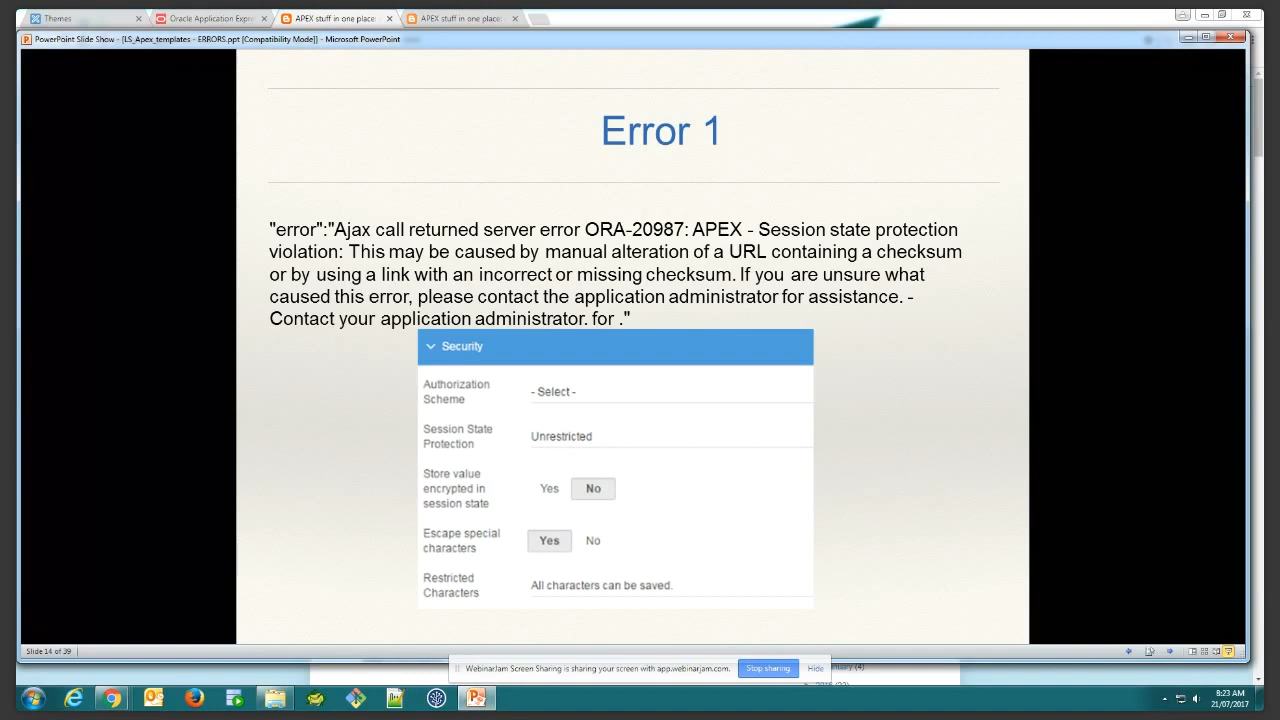 Themes
Oracle Application Expre
APEX stuff in one place:
APEX stuff in one place:
PowerPoint Slide Show - [LS_Apex_templates - ERRORS.ppt [Compatibility Mode]] - Microsoft PowerPoint
Error 1
"error":"Ajax call returned server error ORA-20987: APEX - Session state protection
violation: This may be caused by manual alteration of a URL containing a checksum
or by using a link with an incorrect or missing checksum. If you are unsure what
caused this error, please contact the application administrator for assistance. -
Contact your application administrator. for ."
Security
Authorization
Scheme
- Select -
Session State
Protection
Unrestricted
Store value
encrypted in
session state
Yes No
Escape special
characters
Yes No
Restricted
Characters
All characters can be saved.
Slide 14 of 39
WebinarJam Screen Sharing is sharing your screen with app.webinarjam.com.
Stop sharing
Hide
(4)
8:23 AM
21/07/2017